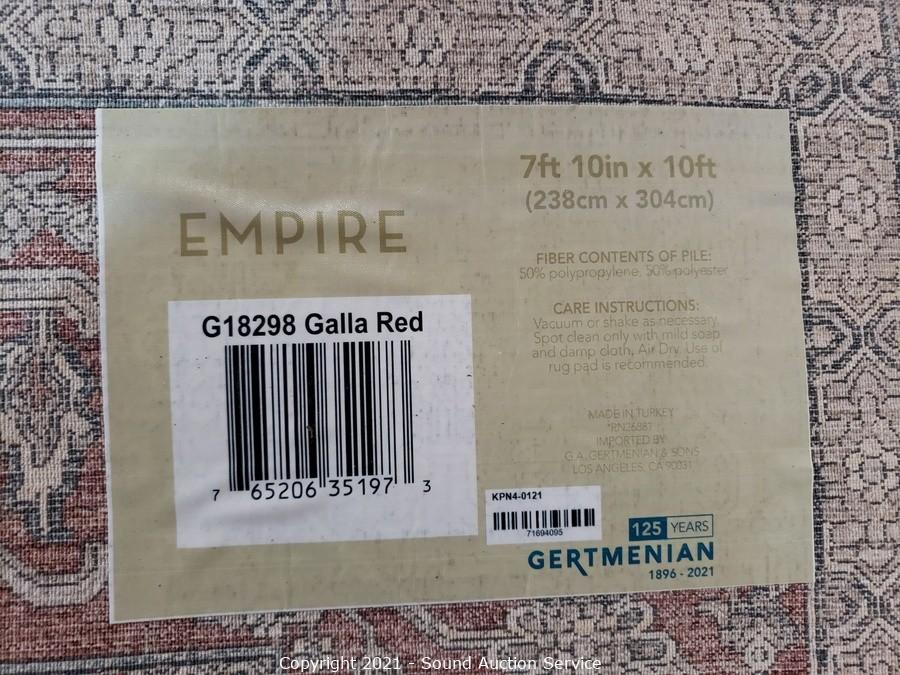 EMPIRE
G18298 Galla Red
7 65206 35197 3
7ft 10in x 10ft
(238cm x 304cm)
FIBER CONTENTS OF PILE:
50% polypropylene, 50% polyester
CARE INSTRUCTIONS:
Vacuum or shake as necessary.
Spot clean only with mild soap
and damp cloth, Air Dry. Use of
rug pad is recommended.
MADE IN TURKEY
*RN26887
IMPORTED BY
G.A. GERTMENIAN & SONS
LOS ANGELES, CA 90031
KPN4-0121
71694095
125 YEARS
GERTMENIAN
1896 - 2021
Copyright 2021 - Sound Auction Service